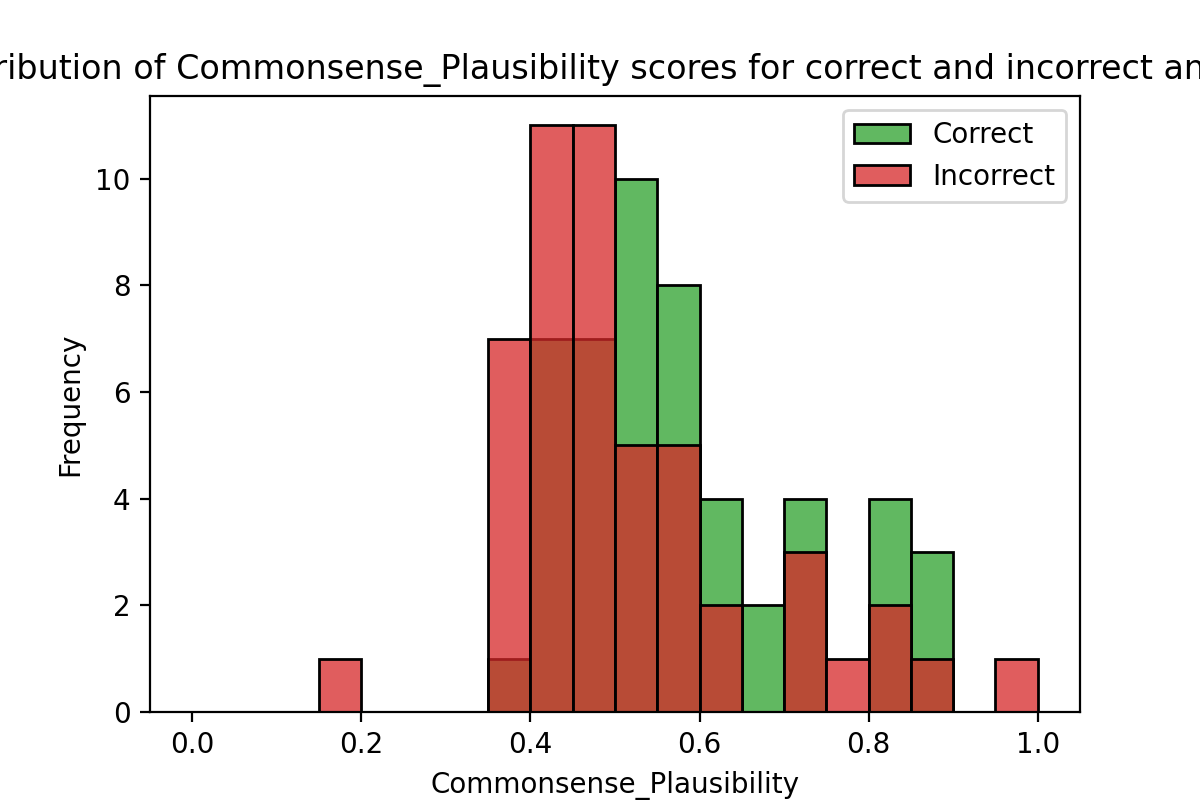 ribution of Commonsense_Plausibility scores for correct and incorrect an
Correct
Incorrect
10
8
6
4
2
0
Frequency
0.0 0.2 0.4 0.6 0.8 1.0
Commonsense_Plausibility